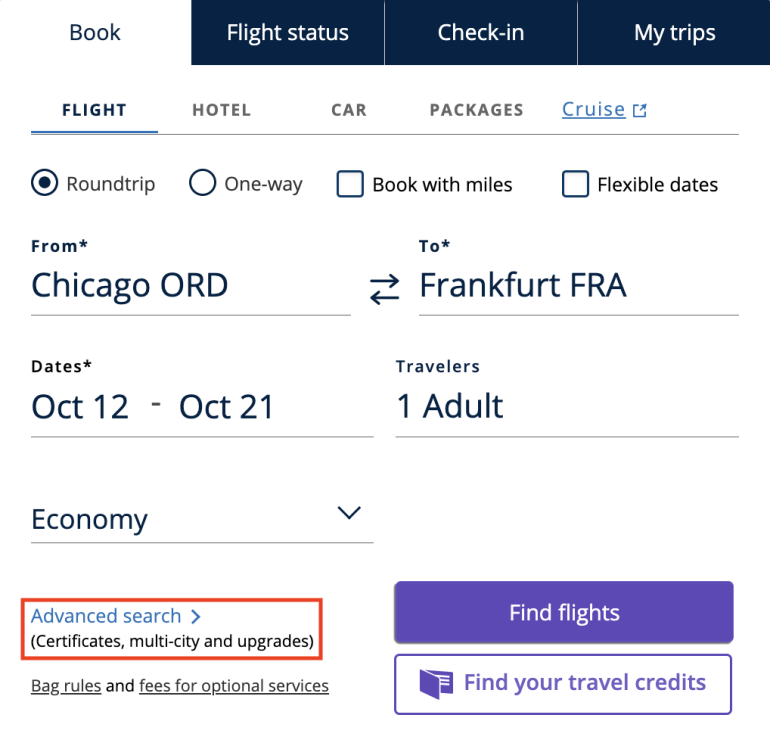 Book Flight status Check-in My trips
FLIGHT HOTEL CAR PACKAGES Cruise
Roundtrip One-way Book with miles Flexible dates
From* To*
Chicago ORD Frankfurt FRA
Dates* Travelers
Oct 12 - Oct 21 1 Adult
Economy
Advanced search
(Certificates, multi-city and upgrades)
Find flights
Bag rules and fees for optional services
Find your travel credits